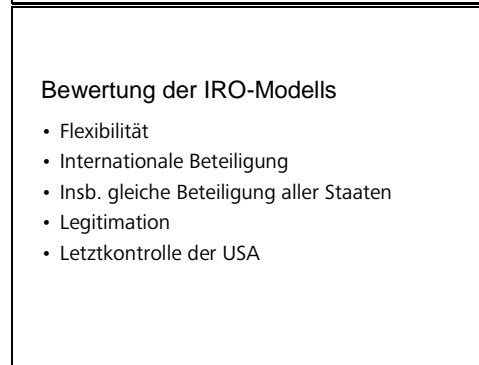 Bewertung der IRO-Modells
• Flexibilität
• Internationale Beteiligung
• Insb. gleiche Beteiligung aller Staaten
• Legitimation
• Letztkontrolle der USA